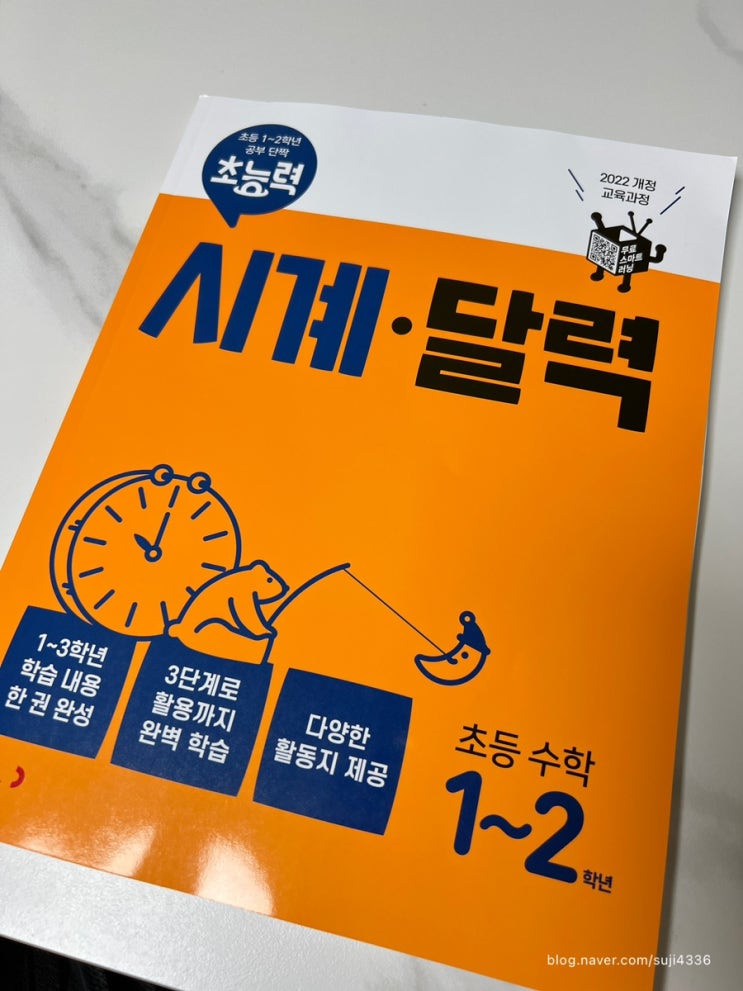 초등 1~2학년
공부 단짝
초능력
2022 개정
교육과정
무료
스마트
러닝
시계·달력
1~3학년
학습 내용
한 권 완성
3단계로
활용까지
완벽 학습
다양한
활동지 제공
초등 수학
1~2학년
blog.naver.com/suji4336